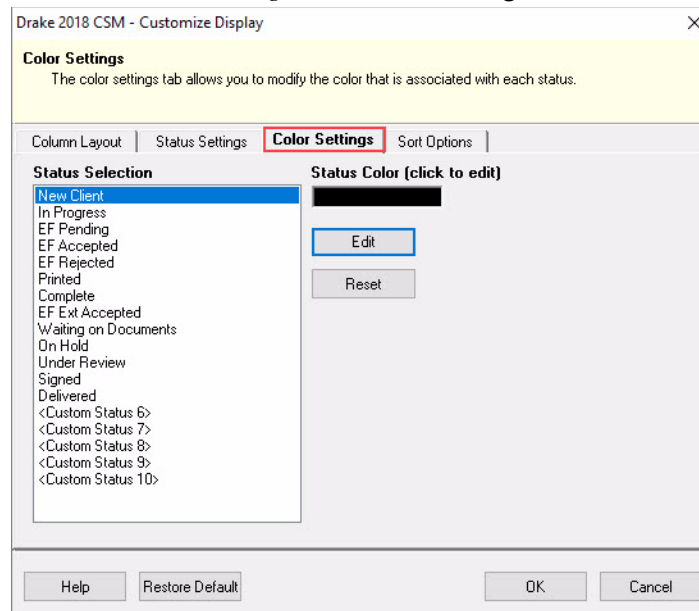 Drake 2018 CSM - Customize Display
Color Settings
The color settings tab allows you to modify the color that is associated with each status.
Column Layout Status Settings Color Settings Sort Options
Status Selection Status Color (click to edit)
New Client
In Progress
EF Pending
EF Accepted Edit
EF Rejected
Printed Reset
Complete
EF Ext Accepted
Waiting on Documents
On Hold
Under Review
Signed
Delivered
<Custom Status 6>
<Custom Status 7>
<Custom Status 8>
<Custom Status 9>
<Custom Status 10>
Help Restore Default OK Cancel